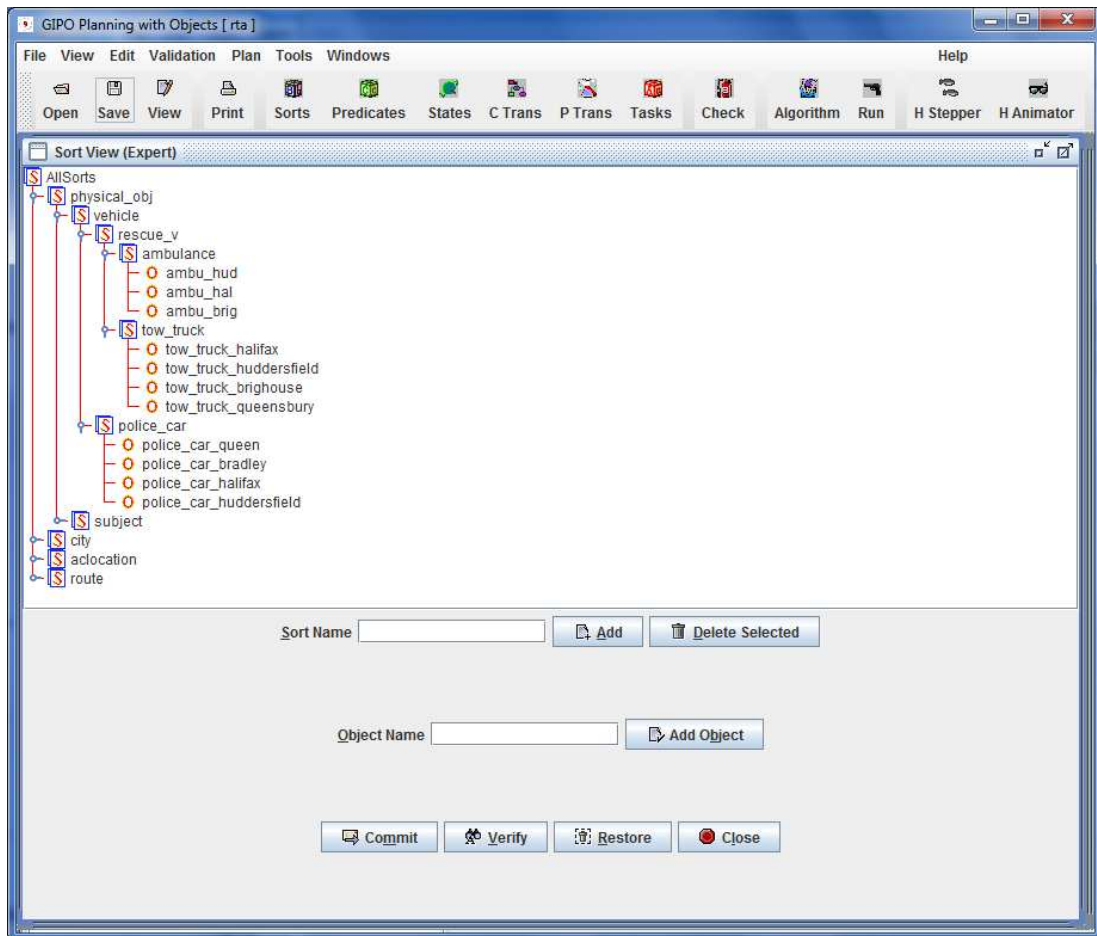 GIPO Planning with Objects [ rta ]
File View Edit Validation Plan Tools Windows Help
Open Save View Print Sorts Predicates States C Trans P Trans Tasks Check Algorithm Run H Stepper H Animator
Sort View (Expert)
S AllSorts
S physical_obj
S vehicle
S rescue_v
S ambulance
O ambu_hud
O ambu_hal
O ambu_brig
S tow_truck
O tow_truck_halifax
O tow_truck_huddersfield
O tow_truck_brighouse
O tow_truck_queensbury
S police_car
O police_car_queen
O police_car_bradley
O police_car_halifax
O police_car_huddersfield
S subject
S city
S aclocation
S route
Sort Name Add Delete Selected
Object Name Add Object
Commit Verify Restore Close